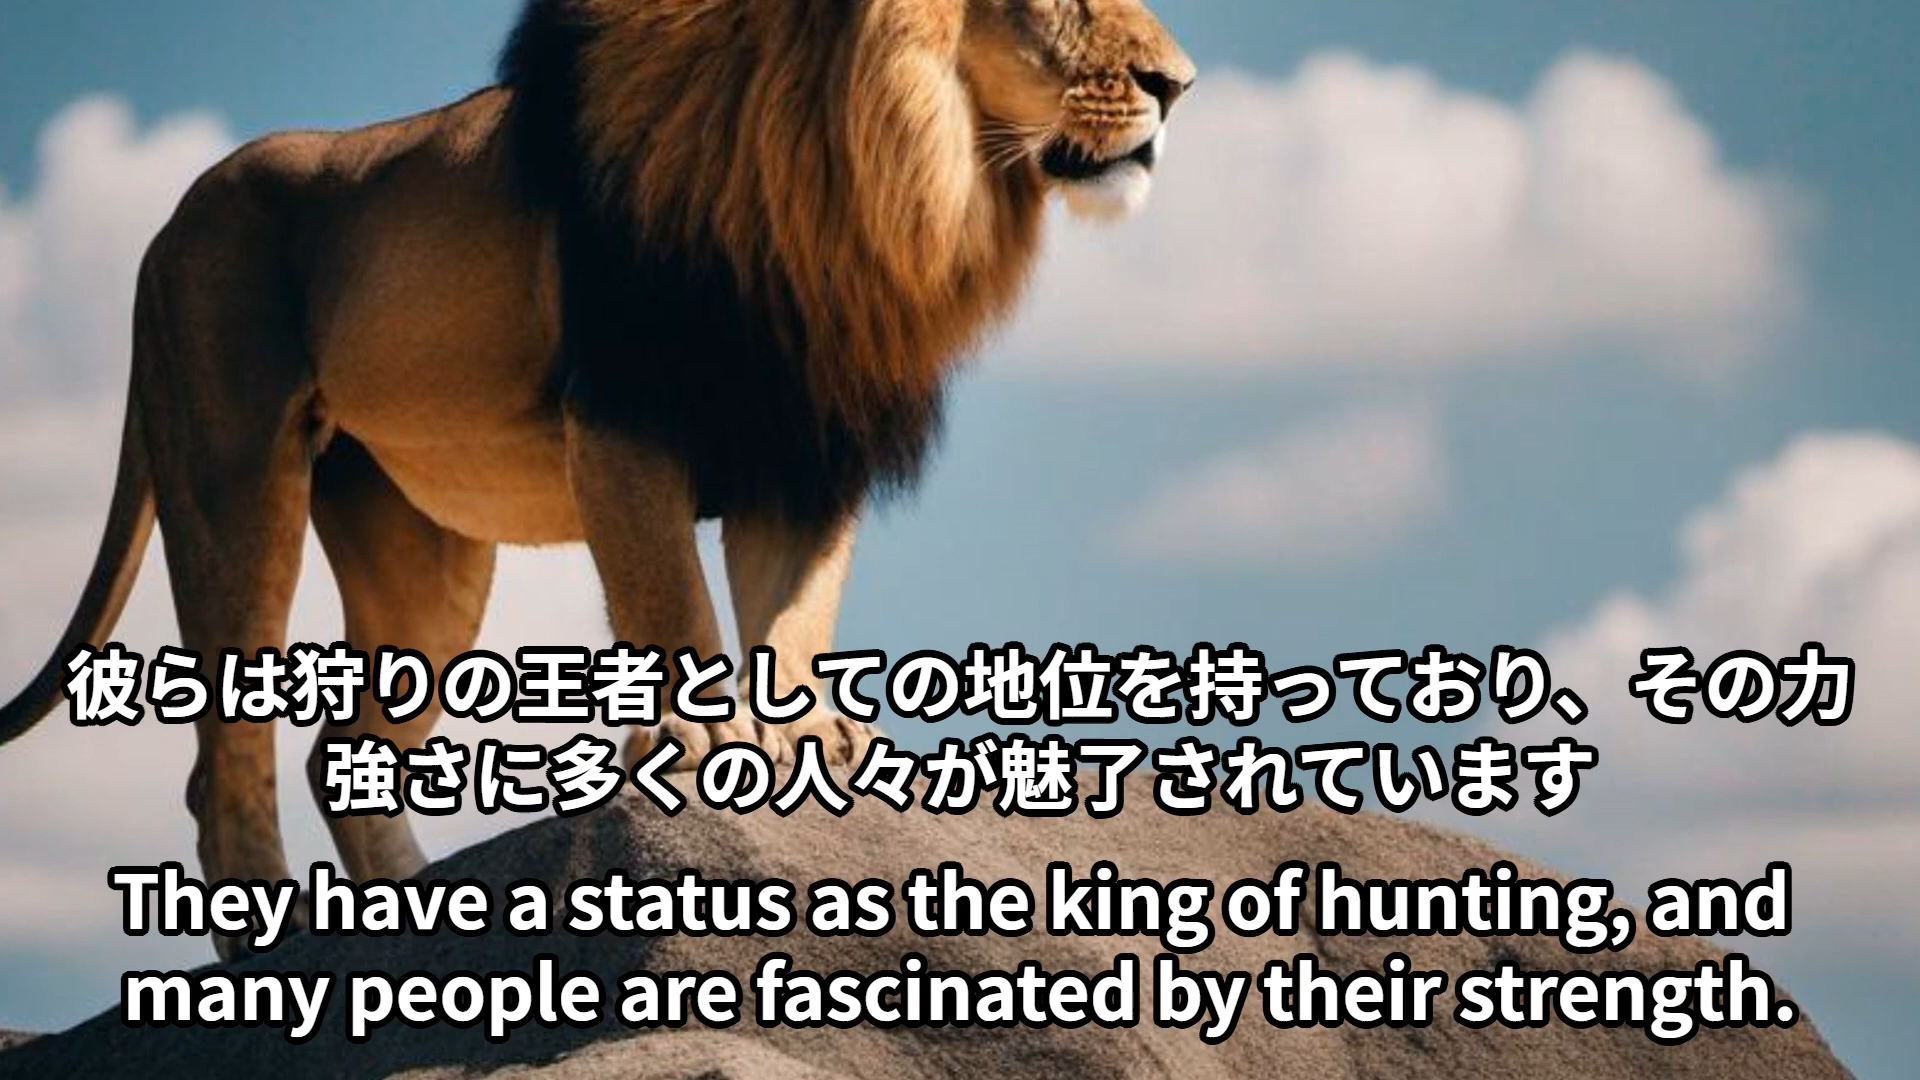 彼らは狩りの王者としての地位を持っており、その力
強さに多くの人々が魅了されています
They have a status as the king of hunting, and
many people are fascinated by their strength.